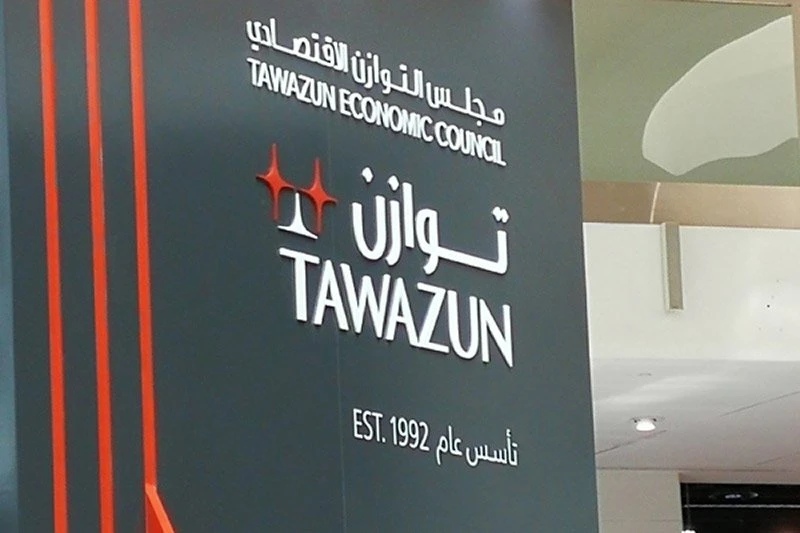 مجلس التوازن الاقتصادي
TAWAZUN ECONOMIC COUNCIL
توازن
TAWAZUN
EST. 1992 تأسس عام